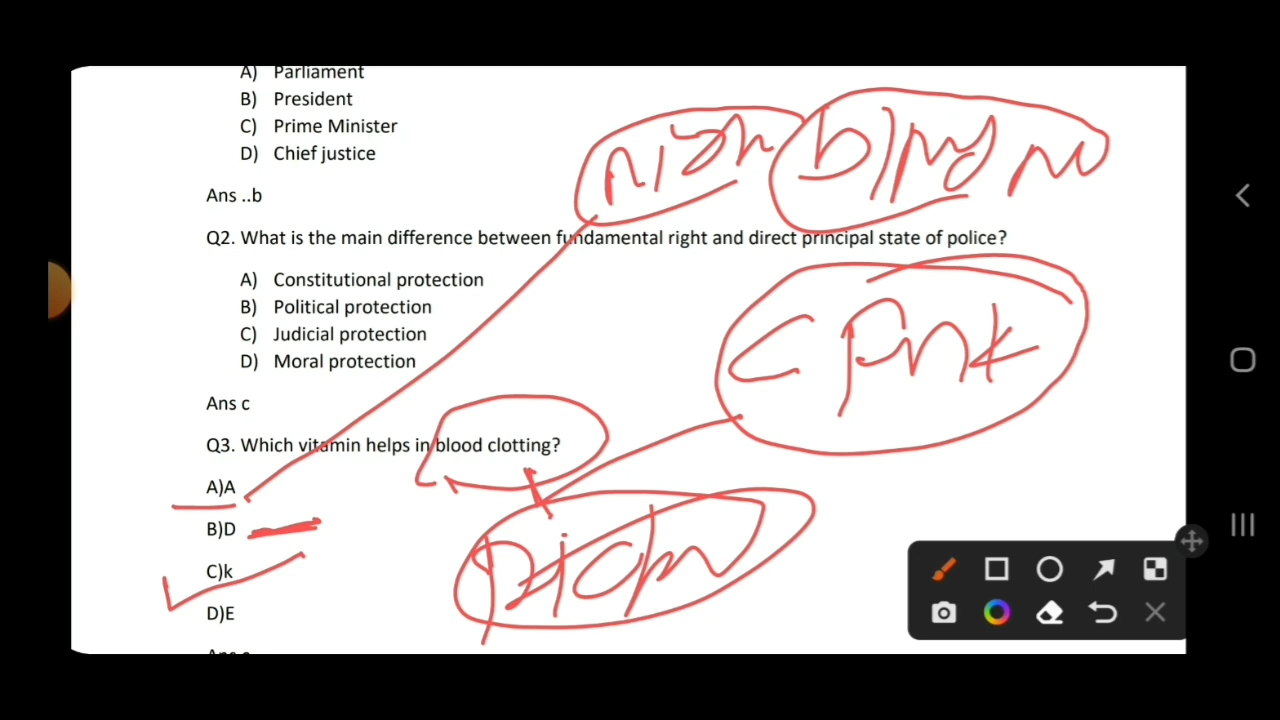 A) Parliament
B) President
C) Prime Minister
D) Chief justice
Ans ..b
Q2. What is the main difference between fundamental right and direct principal state of police?
A) Constitutional protection
B) Political protection
C) Judicial protection
D) Moral protection
Ans c
Q3. Which vitamin helps in blood clotting?
A)A
B)D
C)k
D)E